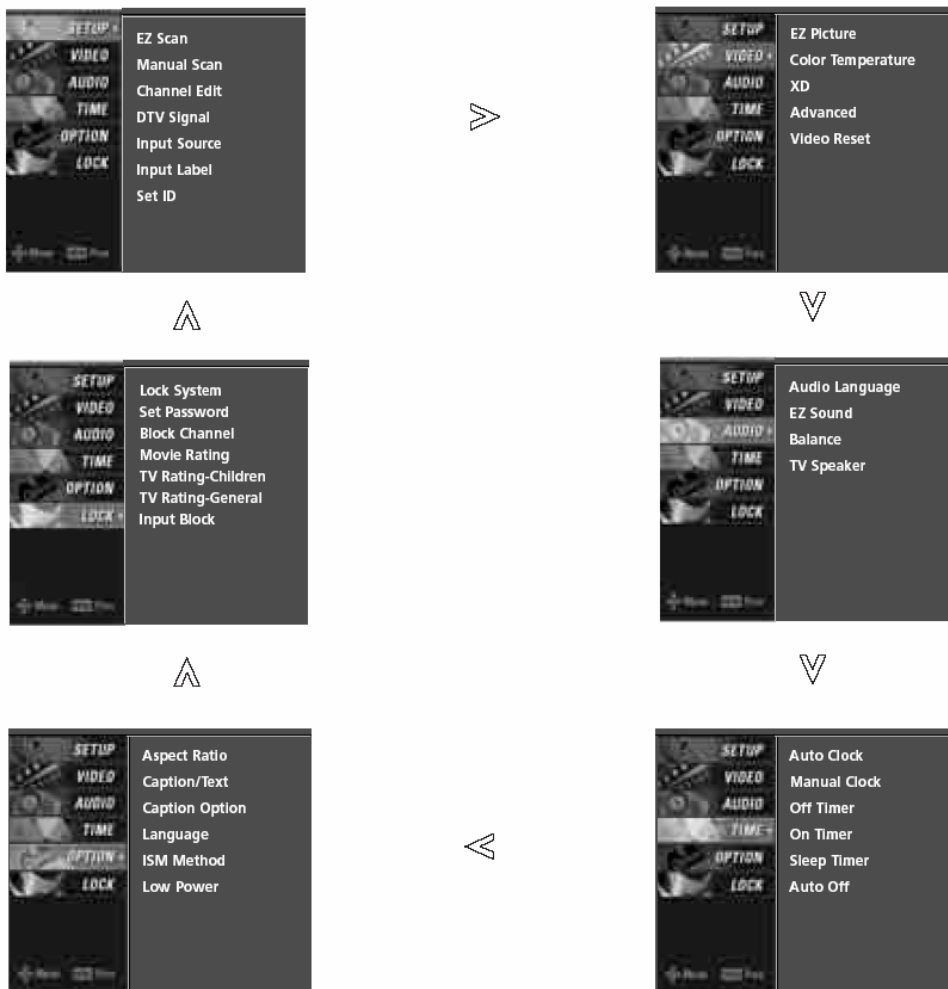 SETUP
VIDEO
AUDIO
TIME
OPTION
LOCK
EZ Scan
Manual Scan
Channel Edit
DTV Signal
Input Source
Input Label
Set ID
SETUP
VIDEO
AUDIO
TIME
OPTION
LOCK
EZ Picture
Color Temperature
XD
Advanced
Video Reset
SETUP
VIDEO
AUDIO
TIME
OPTION
LOCK
Lock System
Set Password
Block Channel
Movie Rating
TV Rating-Children
TV Rating-General
Input Block
SETUP
VIDEO
AUDIO
TIME
OPTION
LOCK
Audio Language
EZ Sound
Balance
TV Speaker
SETUP
VIDEO
AUDIO
TIME
OPTION
LOCK
Aspect Ratio
Caption/Text
Caption Option
Language
ISM Method
Low Power
SETUP
VIDEO
AUDIO
TIME
OPTION
LOCK
Auto Clock
Manual Clock
Off Timer
On Timer
Sleep Timer
Auto Off